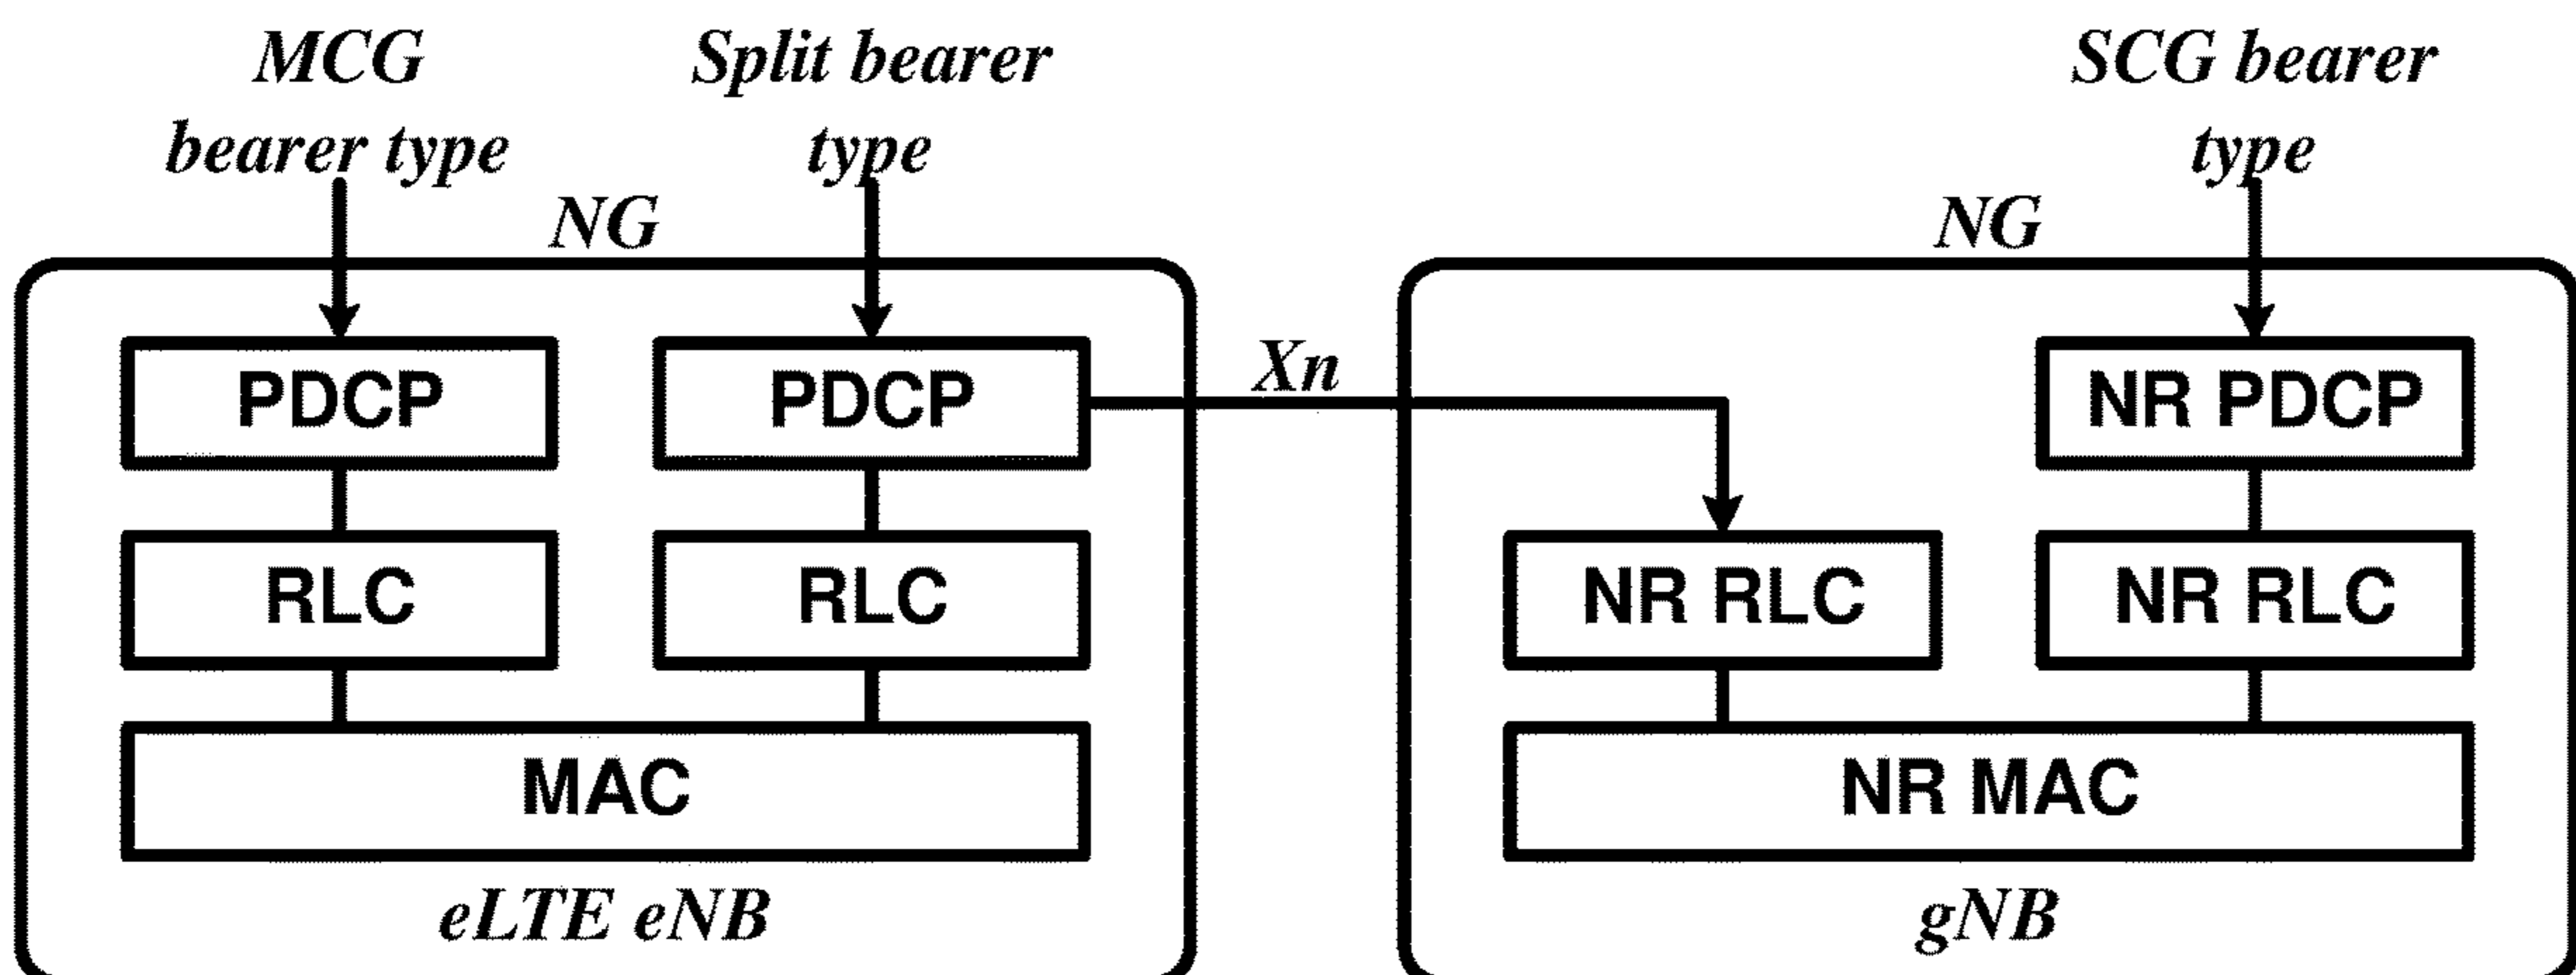 MCG
bearer type
Split bearer
type
SCG bearer
type
NG
NG
Xn
PDCP
PDCP
NR PDCP
RLC
RLC
NR RLC
NR RLC
MAC
NR MAC
eLTE eNB
gNB